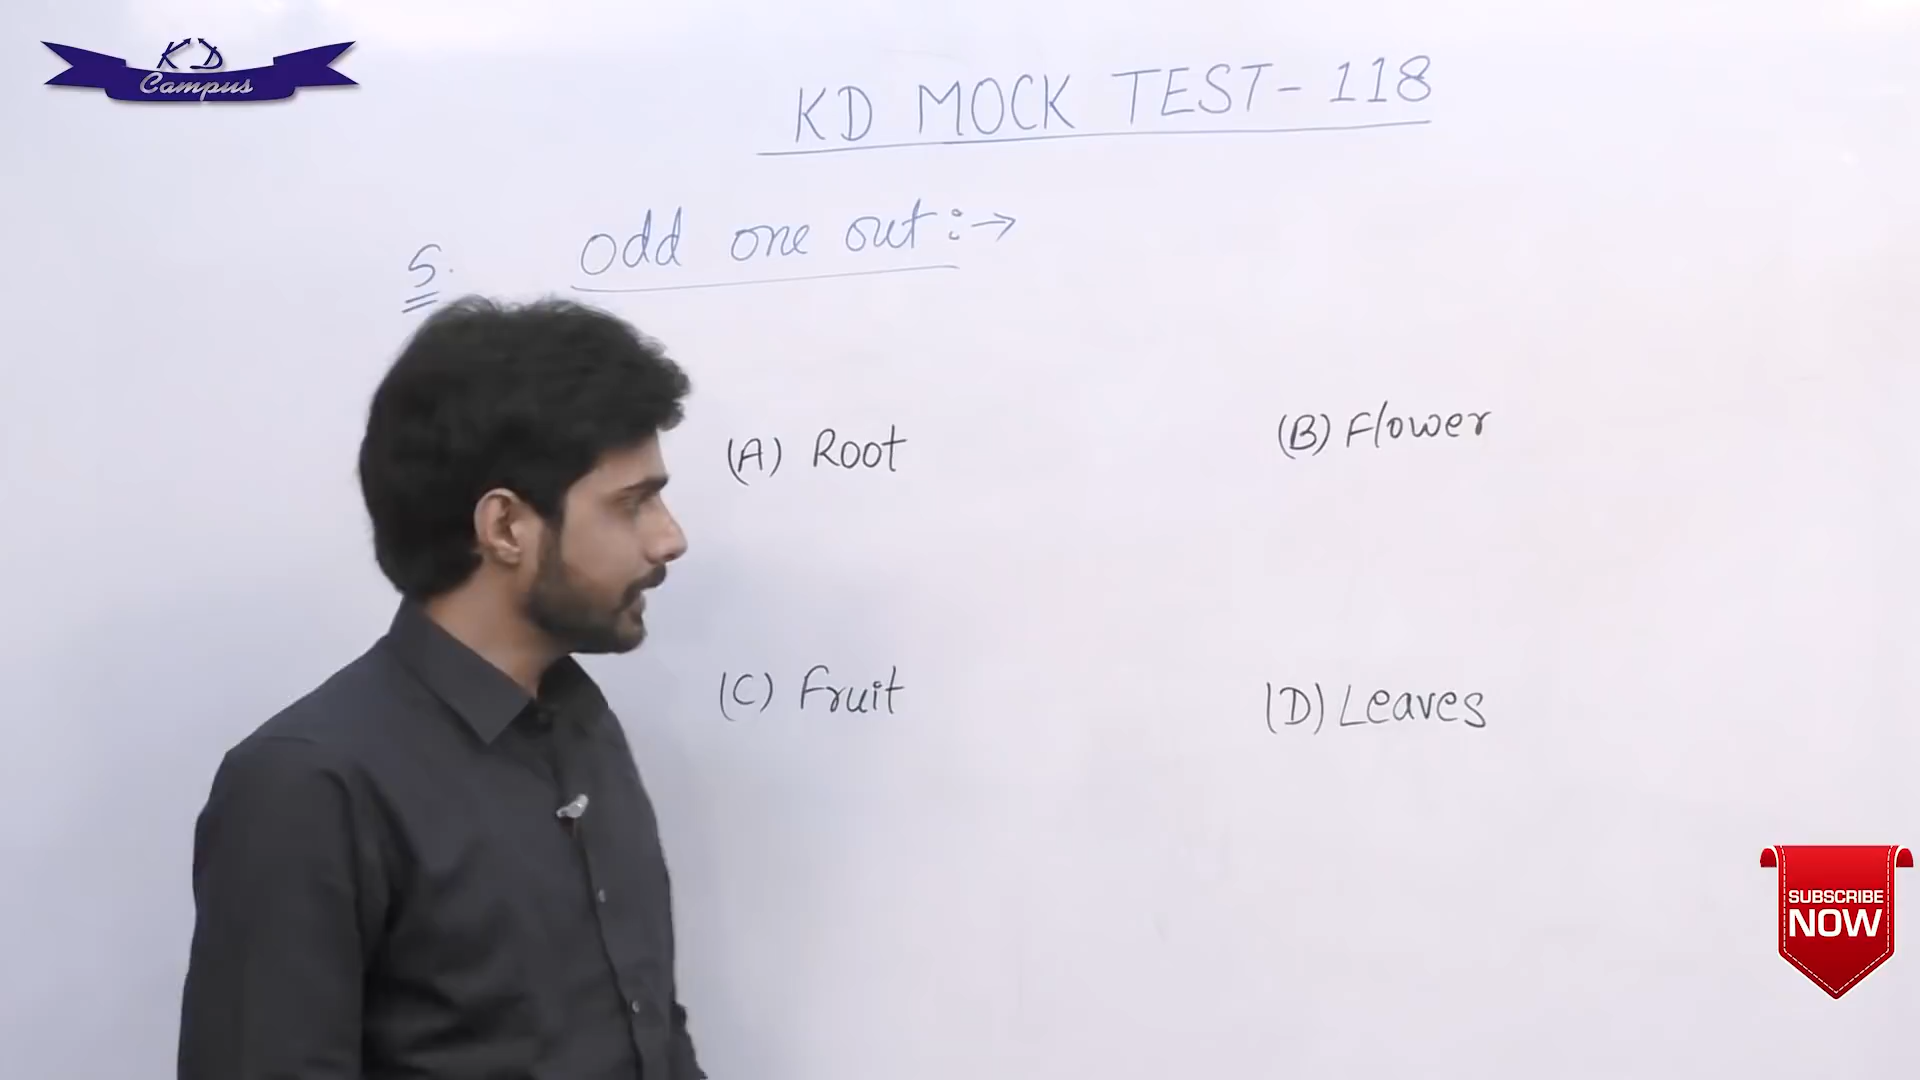 KD
Campus
KD MOCK TEST-118
5. Odd one out:→
(A) Root
(B) Flower
(C) Fruit
(D) Leaves
SUBSCRIBE
NOW